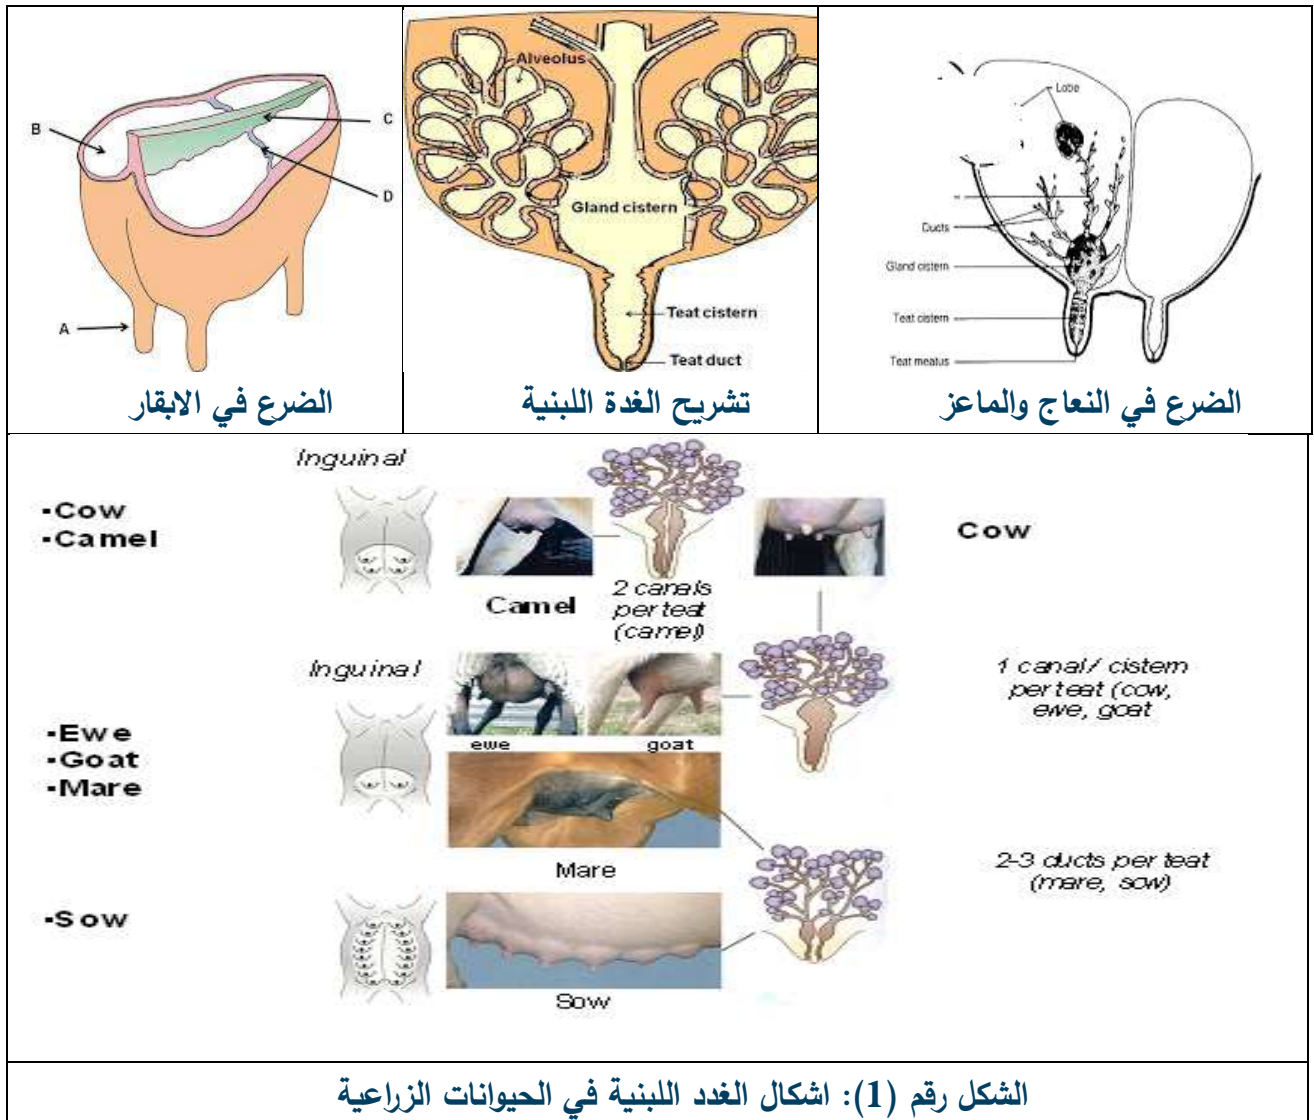 B
C
D
A
الضرع في الابقار
Alveolus
Gland cistern
Teat cistern
Teat duct
تشريح الغدة اللبنية
Lobe
Ducts
Gland cistern
Teat cistern
Teat meatus
الضرع في النعاج والماعز
Inguinal
-Cow
-Camel
Camel
2 canals
per teat
(camel)
Cow
Inguinal
-Ewe
-Goat
-Mare
ewe
goat
1 canal/ cistern
per teat (cow,
ewe, goat
Mare
2-3 ducts per teat
(mare, sow)
-Sow
Sow
الشكل رقم (1): اشكال الغدد اللبنية في الحيوانات الزراعية